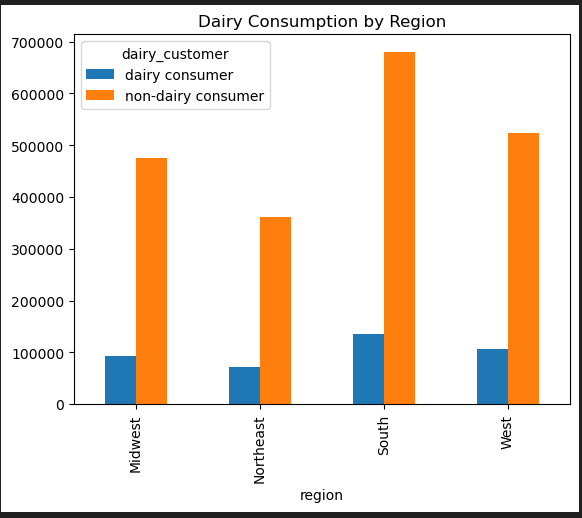 Dairy Consumption by Region
dairy_customer
dairy consumer
non-dairy consumer
700000
600000
500000
400000
300000
200000
100000
0
Midwest
Northeast
South
West
region